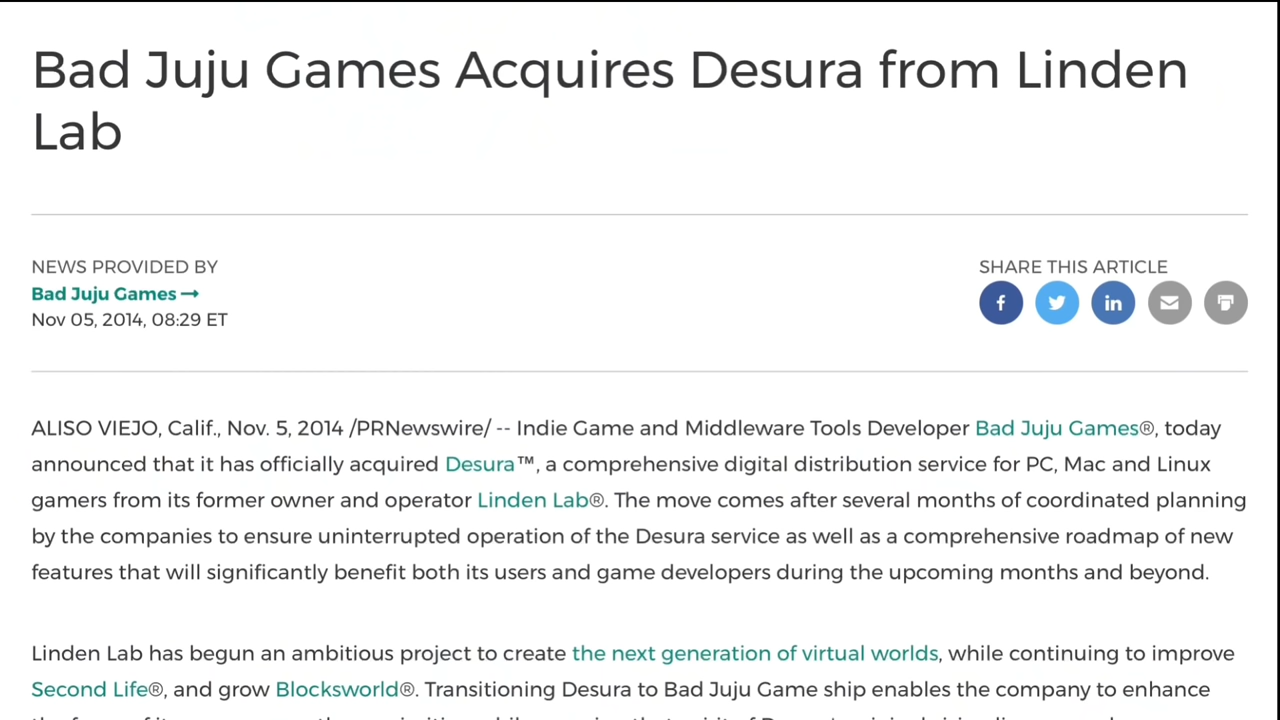 Bad Juju Games Acquires Desura from Linden
Lab
NEWS PROVIDED BY
Bad Juju Games →
Nov 05, 2014, 08:29 ET
SHARE THIS ARTICLE
ALISO VIEJO, Calif., Nov. 5, 2014 /PRNewswire/ -- Indie Game and Middleware Tools Developer Bad Juju Games®, today
announced that it has officially acquired Desura™, a comprehensive digital distribution service for PC, Mac and Linux
gamers from its former owner and operator Linden Lab®. The move comes after several months of coordinated planning
by the companies to ensure uninterrupted operation of the Desura service as well as a comprehensive roadmap of new
features that will significantly benefit both its users and game developers during the upcoming months and beyond.
Linden Lab has begun an ambitious project to create the next generation of virtual worlds, while continuing to improve
Second Life®, and grow Blocksworld®. Transitioning Desura to Bad Juju Game ship enables the company to enhance